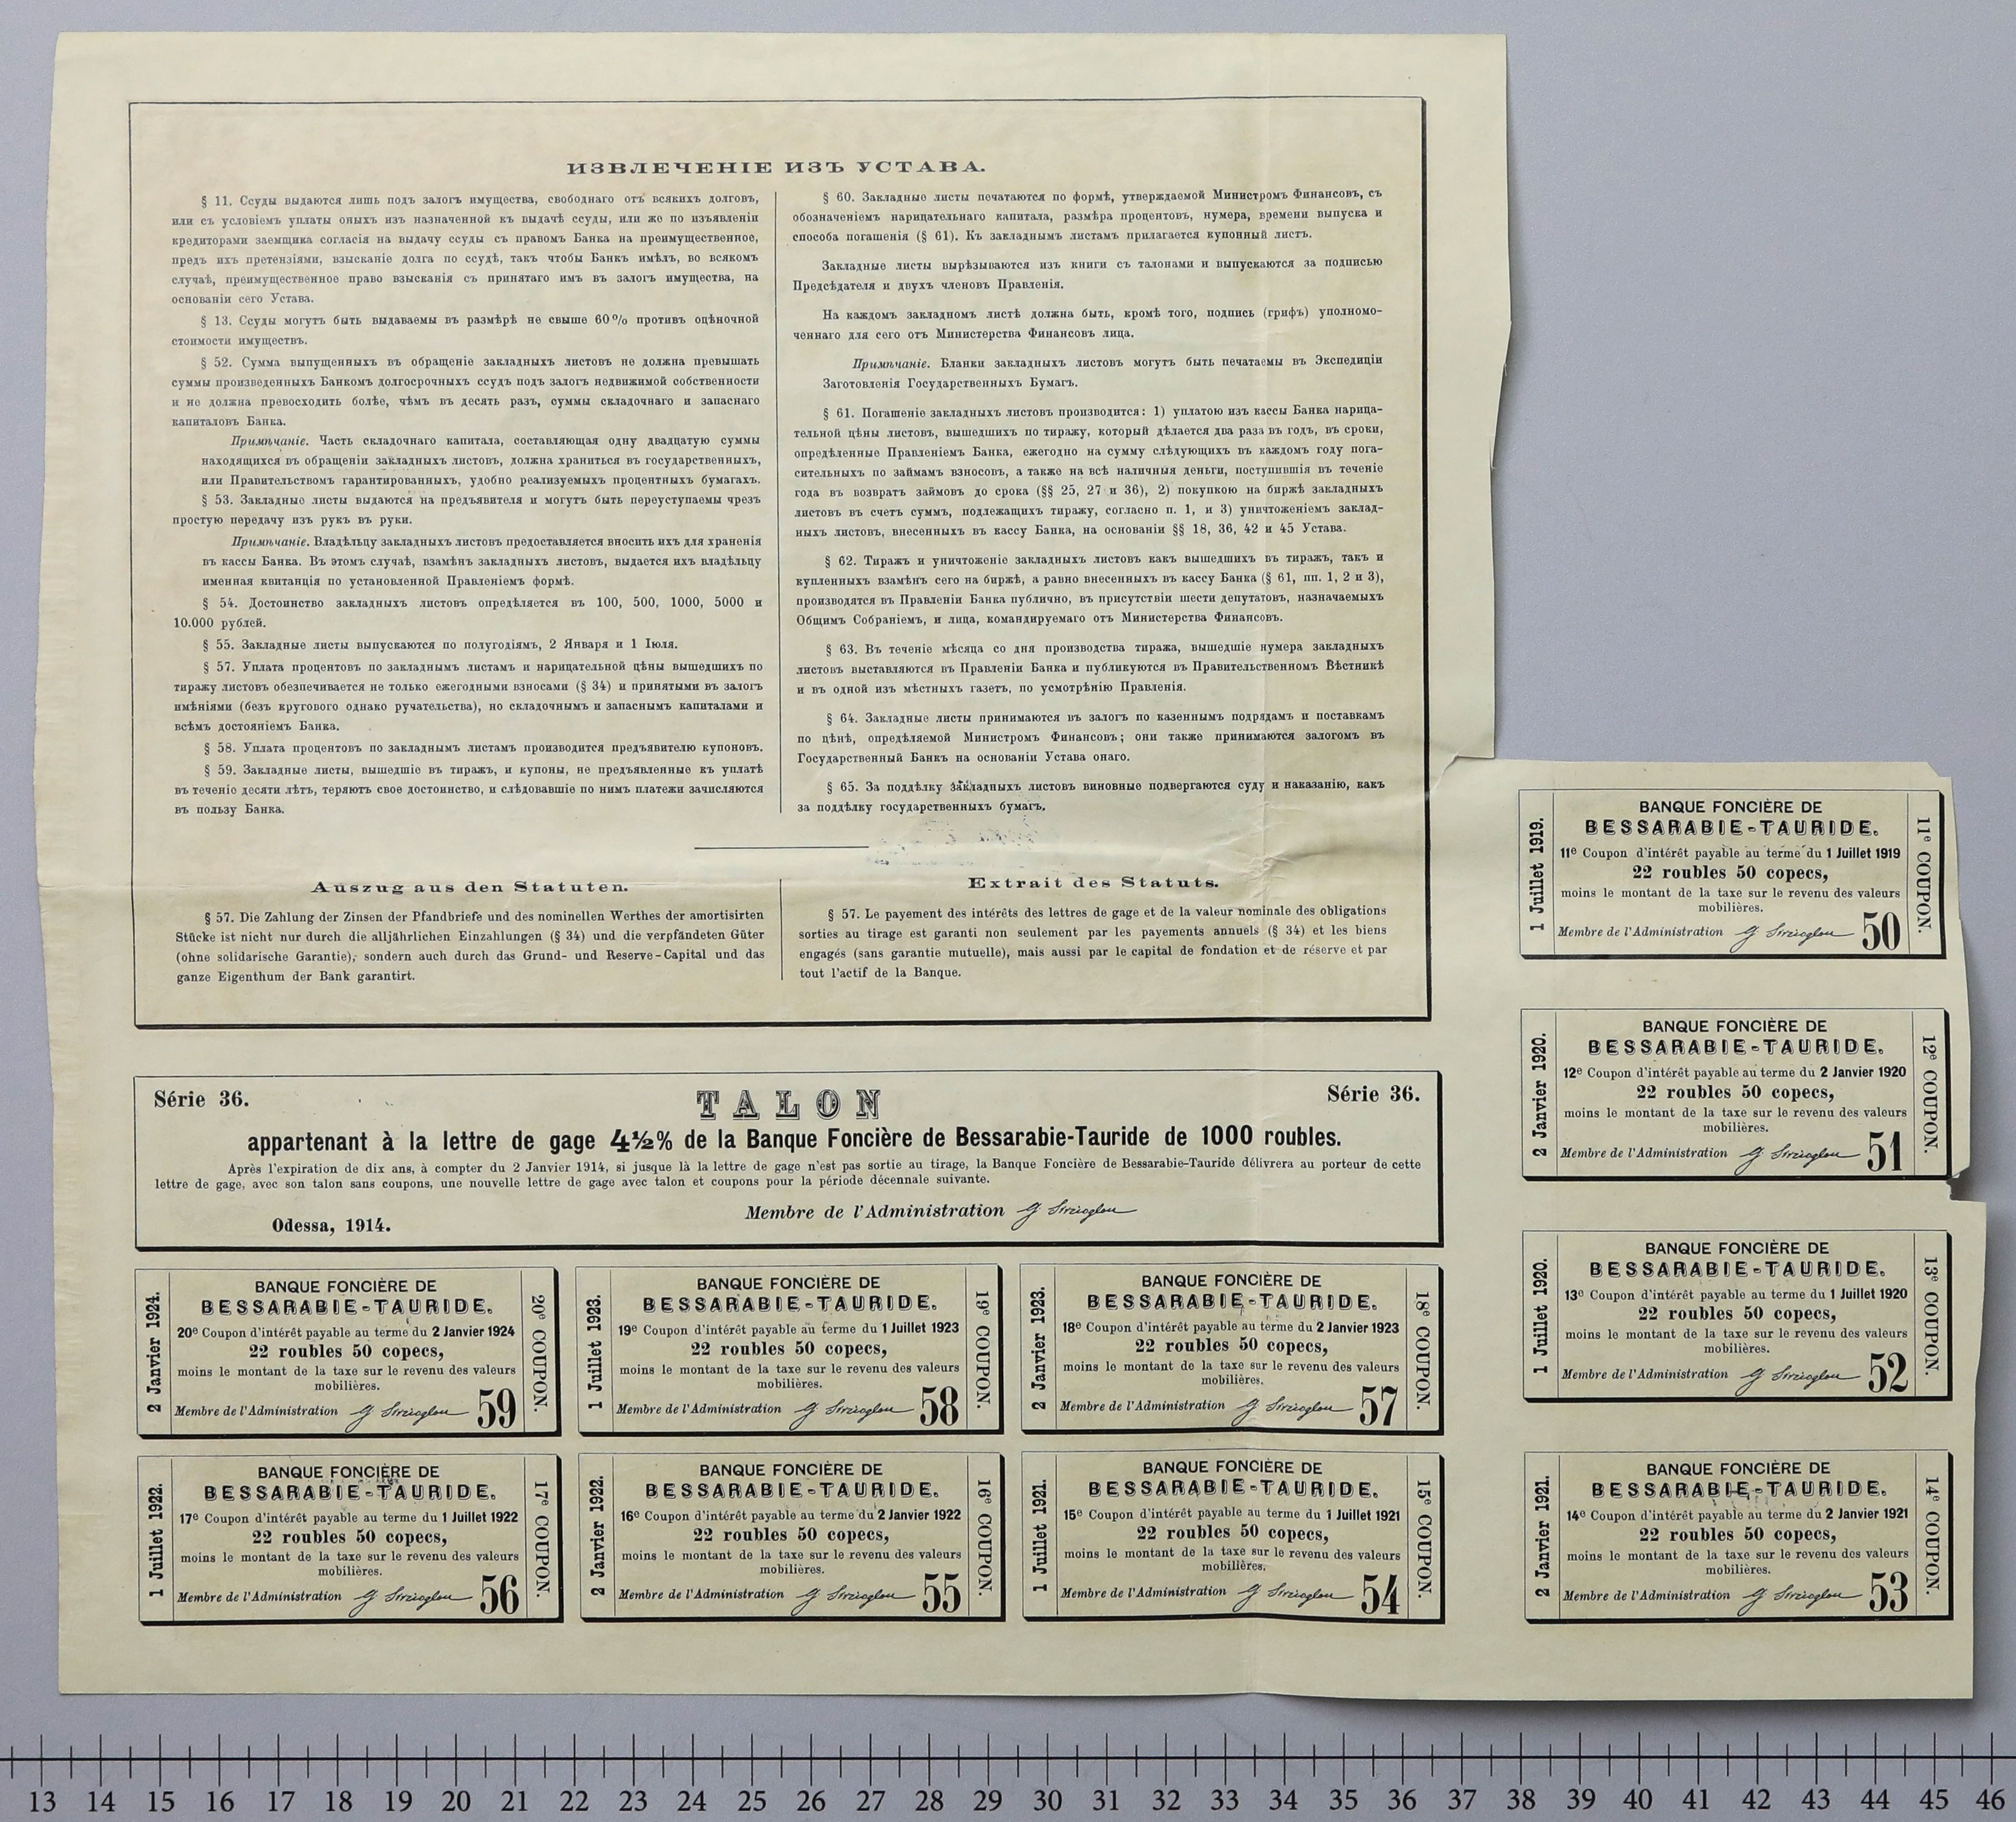 ИЗВЛЕЧЕНІЕ ИЗЪ УСТАВА.
§ 11. Ссуды выдаются лишь подъ залогъ имущества, свободнаго отъ всякихъ долговъ,
или съ условіемъ уплаты оныхъ изъ назначенной къ выдачѣ ссуды, или же по изъявленіи
кредиторами заемщика согласія на выдачу ссуды съ правомъ Банка на преимущественное,
предъ ихъ претензіями, взысканіе долга по ссудѣ, такъ чтобы Банкъ имѣлъ, во всякомъ
случаѣ, преимущественное право взысканія съ принятаго имъ въ залогъ имущества, на
основаніи сего Устава.
§ 13. Ссуды могутъ быть выдаваемы въ размѣрѣ не свыше 60% противъ оцѣночной
стоимости имуществъ.
§ 52. Сумма выпущенныхъ въ обращеніе закладныхъ листовъ не должна превышать
суммы произведенныхъ Банкомъ долгосрочныхъ ссудъ подъ залогъ недвижимой собственности
и не должна превосходить болѣе, чѣмъ въ десять разъ, суммы складочнаго и запаснаго
капиталовъ Банка.
Примѣчаніе. Часть складочнаго капитала, составляющая одну двадцатую суммы
находящихся въ обращеніи закладныхъ листовъ, должна храниться въ государственныхъ,
или Правительствомъ гарантированныхъ, удобно реализуемыхъ процентныхъ бумагахъ.
§ 53. Закладные листы выдаются на предъявителя и могутъ быть переуступаемы чрезъ
простую передачу изъ рукъ въ руки.
Примѣчаніе. Владѣльцу закладныхъ листовъ предоставляется вносить ихъ для храненія
въ кассы Банка. Въ этомъ случаѣ, взамѣнъ закладныхъ листовъ, выдается ихъ владѣльцу
именная квитанція по установленной Правленіемъ формѣ.
§ 54. Достоинство закладныхъ листовъ опредѣляется въ 100, 500, 1000, 5000 и
10.000 рублей.
§ 55. Закладные листы выпускаются по полугодіямъ, 2 Января и 1 Іюля.
§ 57. Уплата процентовъ по закладнымъ листамъ и нарицательной цѣны вышедшихъ по
тиражу листовъ обезпечивается не только ежегодными взносами (§ 34) и принятыми въ залогъ
имѣніями (безъ кругового однако ручательства), но складочнымъ и запаснымъ капиталами и
всѣмъ достояніемъ Банка.
§ 58. Уплата процентовъ по закладнымъ листамъ производится предъявителю купоновъ.
§ 59. Закладные листы, вышедшіе въ тиражъ, и купоны, не предъявленные къ уплатѣ
въ теченіе десяти лѣтъ, теряютъ свое достоинство, и слѣдовавшіе по нимъ платежи зачисляются
въ пользу Банка.
§ 60. Закладные листы печатаются по формѣ, утверждаемой Министромъ Финансовъ, съ
обозначеніемъ нарицательнаго капитала, размѣра процентовъ, нумера, времени выпуска и
способа погашенія (§ 61). Къ закладнымъ листамъ прилагается купонный листъ.
Закладные листы вырѣзываются изъ книги съ талонами и выпускаются за подписью
Предсѣдателя и двухъ членовъ Правленія.
На каждомъ закладномъ листѣ должна быть, кромѣ того, подпись (грифъ) уполномо-
ченнаго для сего отъ Министерства Финансовъ лица.
Примѣчаніе. Бланки закладныхъ листовъ могутъ быть печатаемы въ Экспедиціи
Заготовленія Государственныхъ Бумагъ.
§ 61. Погашеніе закладныхъ листовъ производится: 1) уплатою изъ кассы Банка нарица-
тельной цѣны листовъ, вышедшихъ по тиражу, который дѣлается два раза въ годъ, въ сроки,
опредѣленные Правленіемъ Банка, ежегодно на сумму слѣдующихъ въ каждомъ году пога-
сительныхъ по займамъ взносовъ, а также на всѣ наличныя деньги, поступившія въ теченіе
года въ возвратъ займовъ до срока (§§ 25, 27 и 36), 2) покупкою на биржѣ закладныхъ
листовъ въ счетъ суммъ, подлежащихъ тиражу, согласно п. 1, и 3) уничтоженіемъ заклад-
ныхъ листовъ, внесенныхъ въ кассу Банка, на основаніи §§ 18, 36, 42 и 45 Устава.
§ 62. Тиражъ и уничтоженіе закладныхъ листовъ какъ вышедшихъ въ тиражъ, такъ и
купленныхъ взамѣнъ сего на биржѣ, а равно внесенныхъ въ кассу Банка (§ 61, пп. 1, 2 и 3),
производятся въ Правленіи Банка публично, въ присутствіи шести депутатовъ, назначаемыхъ
Общимъ Собраніемъ, и лица, командируемаго отъ Министерства Финансовъ.
§ 63. Въ теченіе мѣсяца со дня производства тиража, вышедшіе нумера закладныхъ
листовъ выставляются въ Правленіи Банка и публикуются въ Правительственномъ Вѣстникѣ
и въ одной изъ мѣстныхъ газетъ, по усмотрѣнію Правленія.
§ 64. Закладные листы принимаются въ залогъ по казеннымъ подрядамъ и поставкамъ
по цѣнѣ, опредѣляемой Министромъ Финансовъ; они также принимаются залогомъ въ
Государственный Банкъ на основаніи Устава онаго.
§ 65. За поддѣлку закладныхъ листовъ виновные подвергаются суду и наказанію, какъ
за поддѣлку государственныхъ бумагъ.
Auszug aus den Statuten.
§ 57. Die Zahlung der Zinsen der Pfandbriefe und des nominellen Werthes der amortisirten
Stücke ist nicht nur durch die alljährlichen Einzahlungen (§ 34) und die verpfändeten Güter
(ohne solidarische Garantie), sondern auch durch das Grund- und Reserve-Capital und das
ganze Eigenthum der Bank garantirt.
Extrait des Statuts.
§ 57. Le payement des intérêts des lettres de gage et de la valeur nominale des obligations
sorties au tirage est garanti non seulement par les payements annuels (§ 34) et les biens
engagés (sans garantie mutuelle), mais aussi par le capital de fondation et de réserve et par
tout l'actif de la Banque.
Série 36.
TALON
Série 36.
appartenant à la lettre de gage 4½% de la Banque Foncière de Bessarabie-Tauride de 1000 roubles.
Après l'expiration de dix ans, à compter du 2 Janvier 1914, si jusque là la lettre de gage n'est pas sortie au tirage, la Banque Foncière de Bessarabie-Tauride délivrera au porteur de cette
lettre de gage, avec son talon sans coupons, une nouvelle lettre de gage avec talon et coupons pour la période décennale suivante.
Membre de l'Administration
Odessa, 1914.
1 Juillet 1919.
BANQUE FONCIÈRE DE
BESSARABIE-TAURIDE.
11e Coupon d'intérêt payable au terme du 1 Juillet 1919
22 roubles 50 copecs,
moins le montant de la taxe sur le revenu des valeurs
mobilières.
Membre de l'Administration
50
11e COUPON.
2 Janvier 1920.
BANQUE FONCIÈRE DE
BESSARABIE-TAURIDE.
12e Coupon d'intérêt payable au terme du 2 Janvier 1920
22 roubles 50 copecs,
moins le montant de la taxe sur le revenu des valeurs
mobilières.
Membre de l'Administration
51
12e COUPON.
1 Juillet 1920.
BANQUE FONCIÈRE DE
BESSARABIE-TAURIDE.
13e Coupon d'intérêt payable au terme du 1 Juillet 1920
22 roubles 50 copecs,
moins le montant de la taxe sur le revenu des valeurs
mobilières.
Membre de l'Administration
52
13e COUPON.
2 Janvier 1924.
BANQUE FONCIÈRE DE
BESSARABIE-TAURIDE.
20e Coupon d'intérêt payable au terme du 2 Janvier 1924
22 roubles 50 copecs,
moins le montant de la taxe sur le revenu des valeurs
mobilières.
Membre de l'Administration
59
20e COUPON.
1 Juillet 1923.
BANQUE FONCIÈRE DE
BESSARABIE-TAURIDE.
19e Coupon d'intérêt payable au terme du 1 Juillet 1923
22 roubles 50 copecs,
moins le montant de la taxe sur le revenu des valeurs
mobilières.
Membre de l'Administration
58
19e COUPON.
2 Janvier 1923.
BANQUE FONCIÈRE DE
BESSARABIE-TAURIDE.
18e Coupon d'intérêt payable au terme du 2 Janvier 1923
22 roubles 50 copecs,
moins le montant de la taxe sur le revenu des valeurs
mobilières.
Membre de l'Administration
57
18e COUPON.
1 Juillet 1922.
BANQUE FONCIÈRE DE
BESSARABIE-TAURIDE.
17e Coupon d'intérêt payable au terme du 1 Juillet 1922
22 roubles 50 copecs,
moins le montant de la taxe sur le revenu des valeurs
mobilières.
Membre de l'Administration
56
17e COUPON.
2 Janvier 1922.
BANQUE FONCIÈRE DE
BESSARABIE-TAURIDE.
16e Coupon d'intérêt payable au terme du 2 Janvier 1922
22 roubles 50 copecs,
moins le montant de la taxe sur le revenu des valeurs
mobilières.
Membre de l'Administration
55
16e COUPON.
1 Juillet 1921.
BANQUE FONCIÈRE DE
BESSARABIE-TAURIDE.
15e Coupon d'intérêt payable au terme du 1 Juillet 1921
22 roubles 50 copecs,
moins le montant de la taxe sur le revenu des valeurs
mobilières.
Membre de l'Administration
54
15e COUPON.
2 Janvier 1921.
BANQUE FONCIÈRE DE
BESSARABIE-TAURIDE.
14e Coupon d'intérêt payable au terme du 2 Janvier 1921
22 roubles 50 copecs,
moins le montant de la taxe sur le revenu des valeurs
mobilières.
Membre de l'Administration
53
14e COUPON.
13 14 15 16 17 18 19 20 21 22 23 24 25 26 27 28 29 30 31 32 33 34 35 36 37 38 39 40 41 42 43 44 45 46